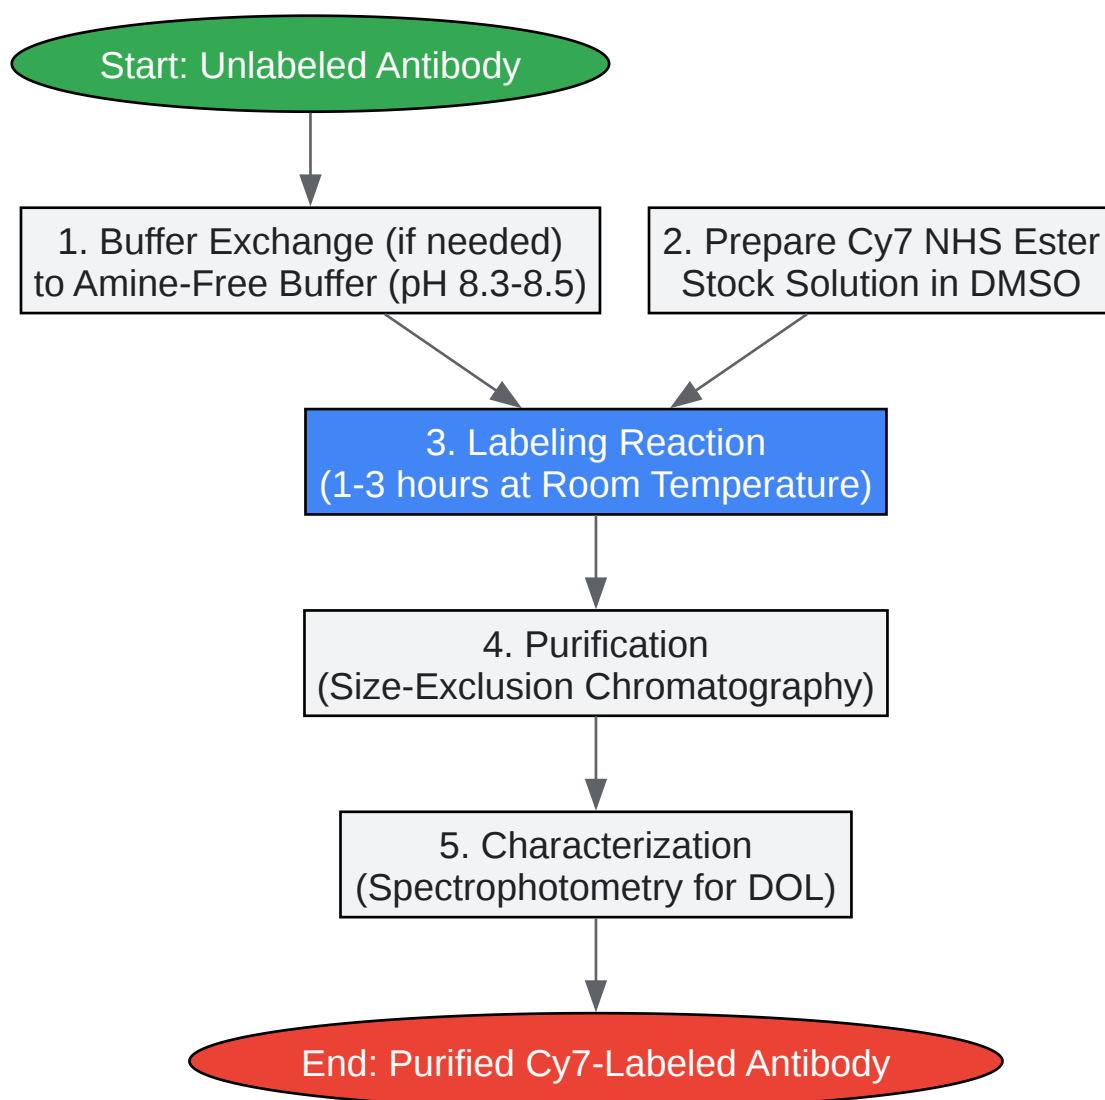 Start: Unlabeled Antibody
1. Buffer Exchange (if needed)
to Amine-Free Buffer (pH 8.3-8.5)
2. Prepare Cy7 NHS Ester
Stock Solution in DMSO
3. Labeling Reaction
(1-3 hours at Room Temperature)
4. Purification
(Size-Exclusion Chromatography)
5. Characterization
(Spectrophotometry for DOL)
End: Purified Cy7-Labeled Antibody